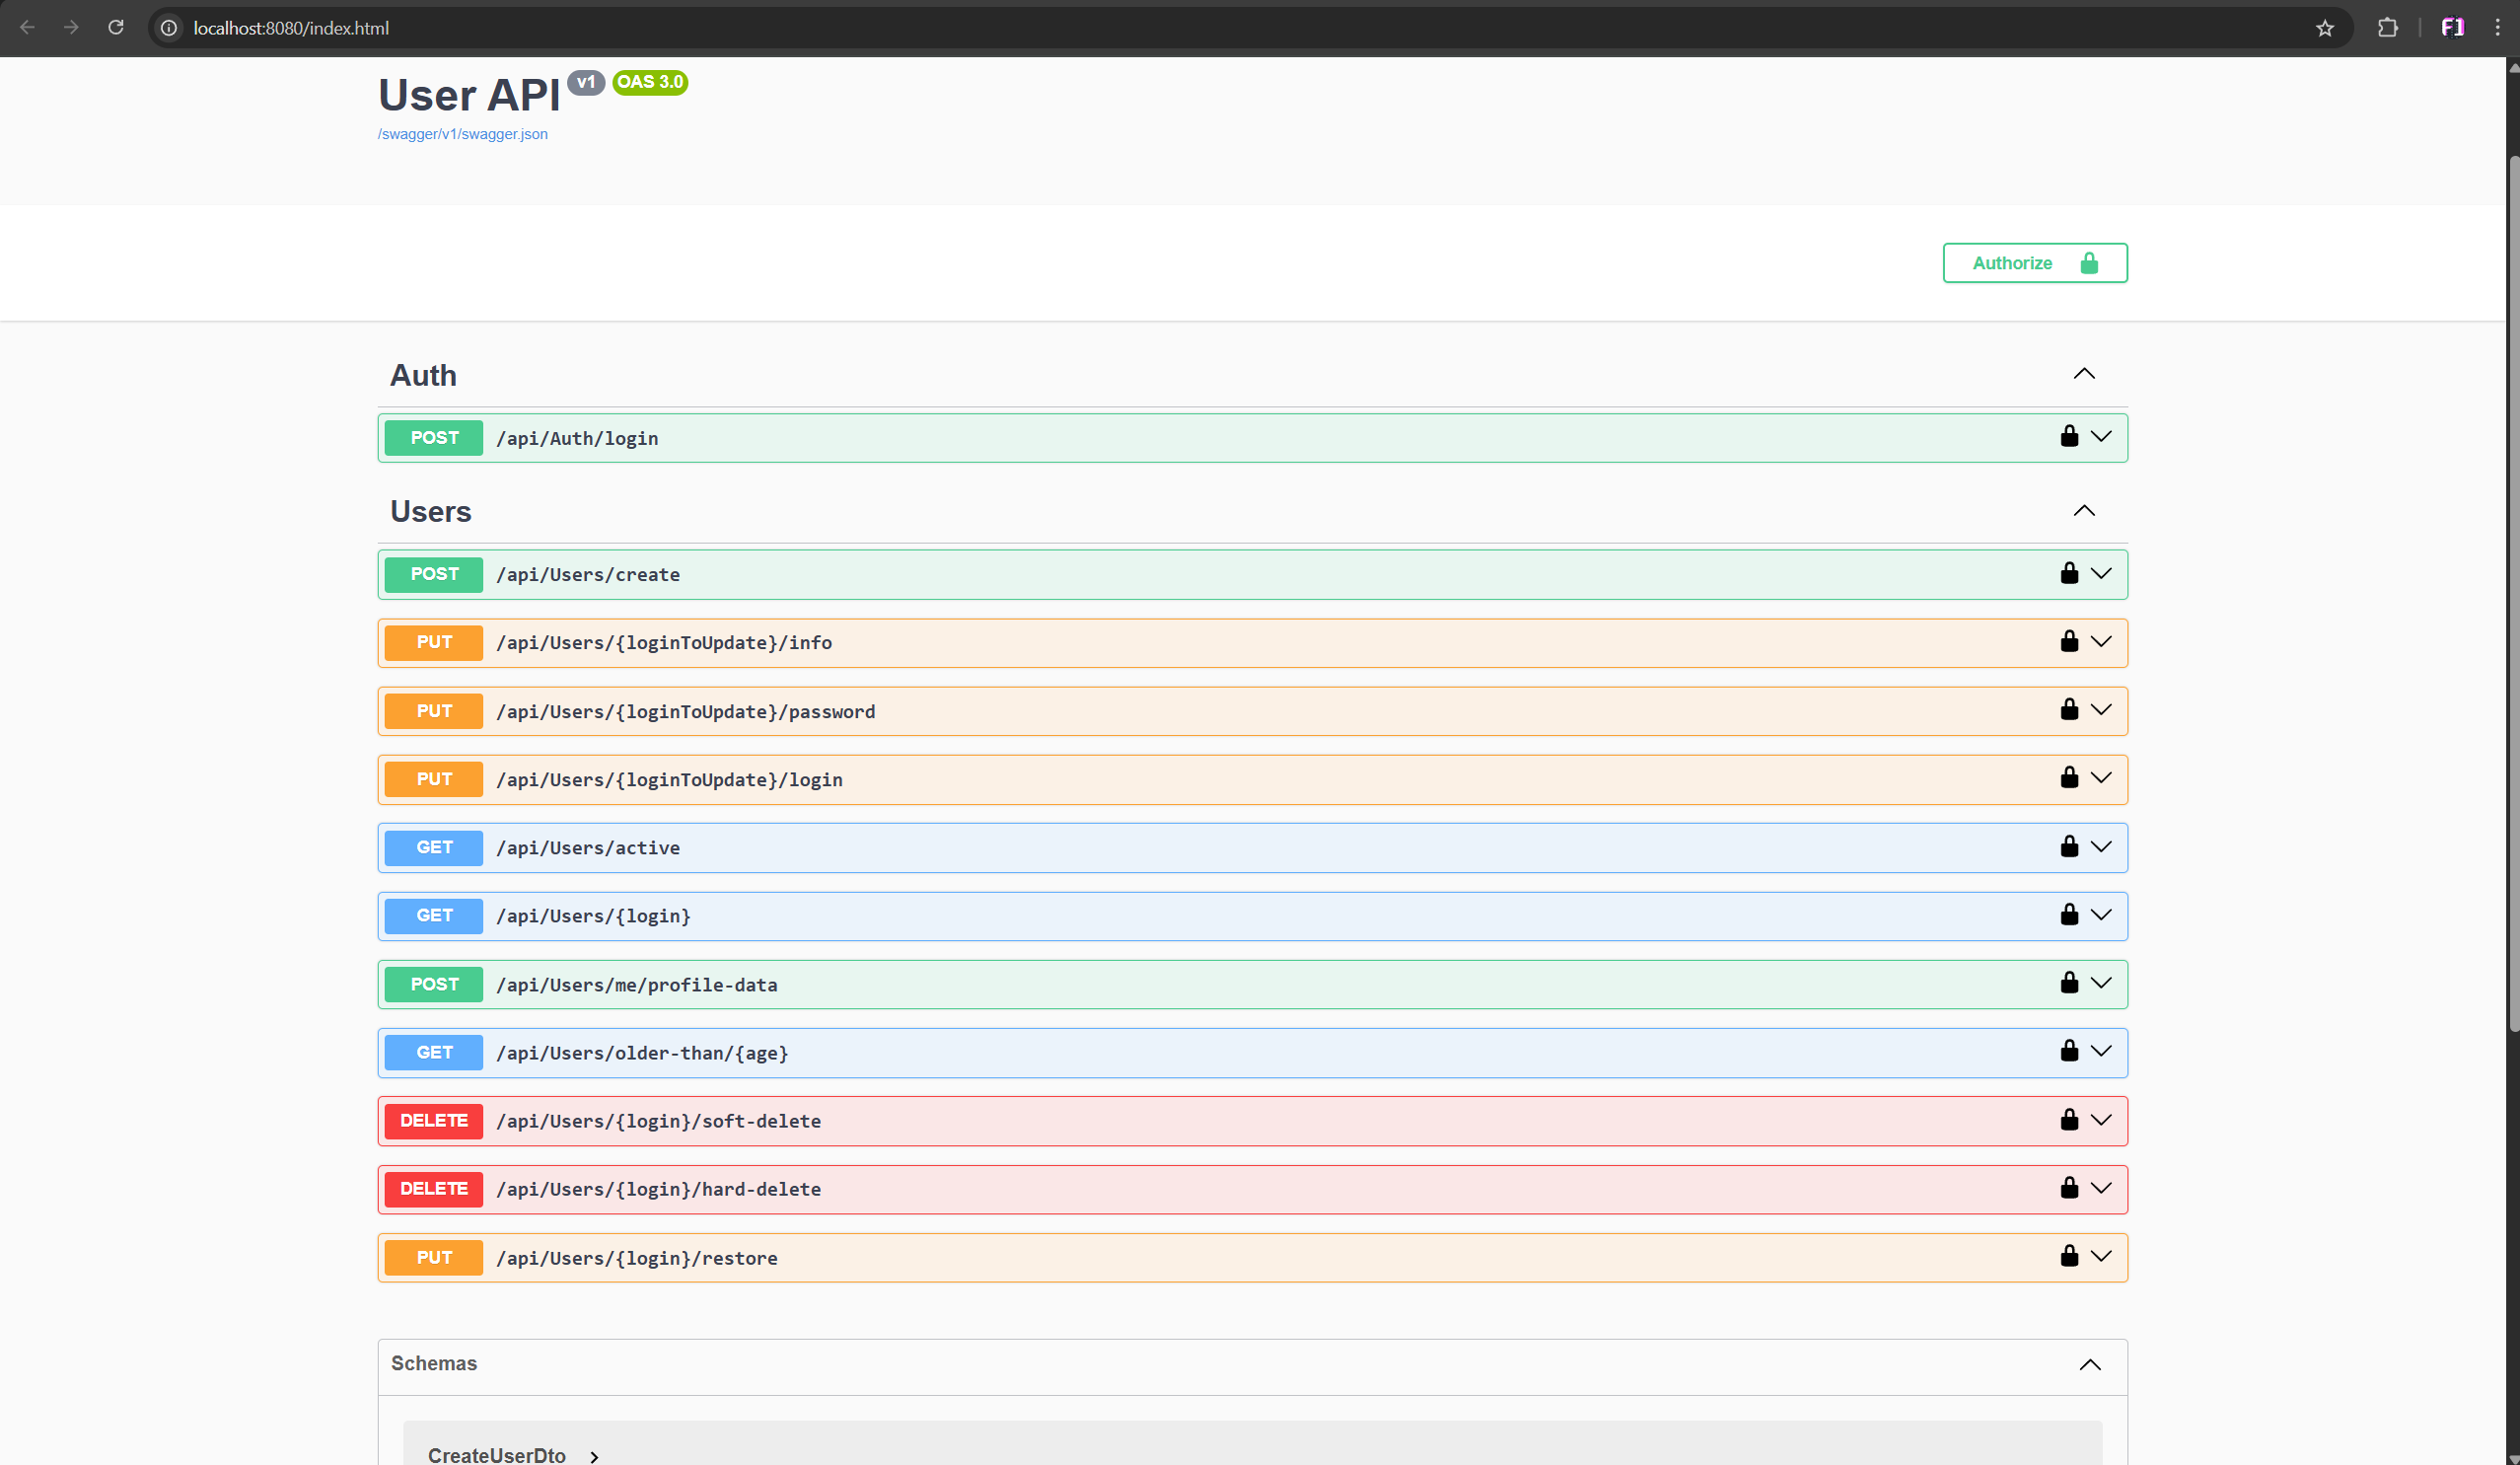 localhost:8080/index.html
F1
User API v1 OAS 3.0
/swagger/v1/swagger.json
Authorize
Auth
POST /api/Auth/login
Users
POST /api/Users/create
PUT /api/Users/{loginToUpdate}/info
PUT /api/Users/{loginToUpdate}/password
PUT /api/Users/{loginToUpdate}/login
GET /api/Users/active
GET /api/Users/{login}
POST /api/Users/me/profile-data
GET /api/Users/older-than/{age}
DELETE /api/Users/{login}/soft-delete
DELETE /api/Users/{login}/hard-delete
PUT /api/Users/{login}/restore
Schemas
CreateUserDto